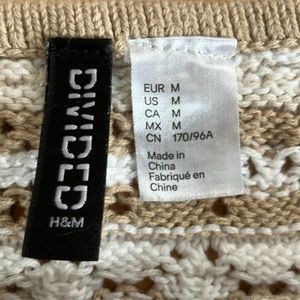 DIVIDED
H&M
EUR M
US M
CA M
MX M
CN 170/96A
Made in
China
Fabriqué en
Chine